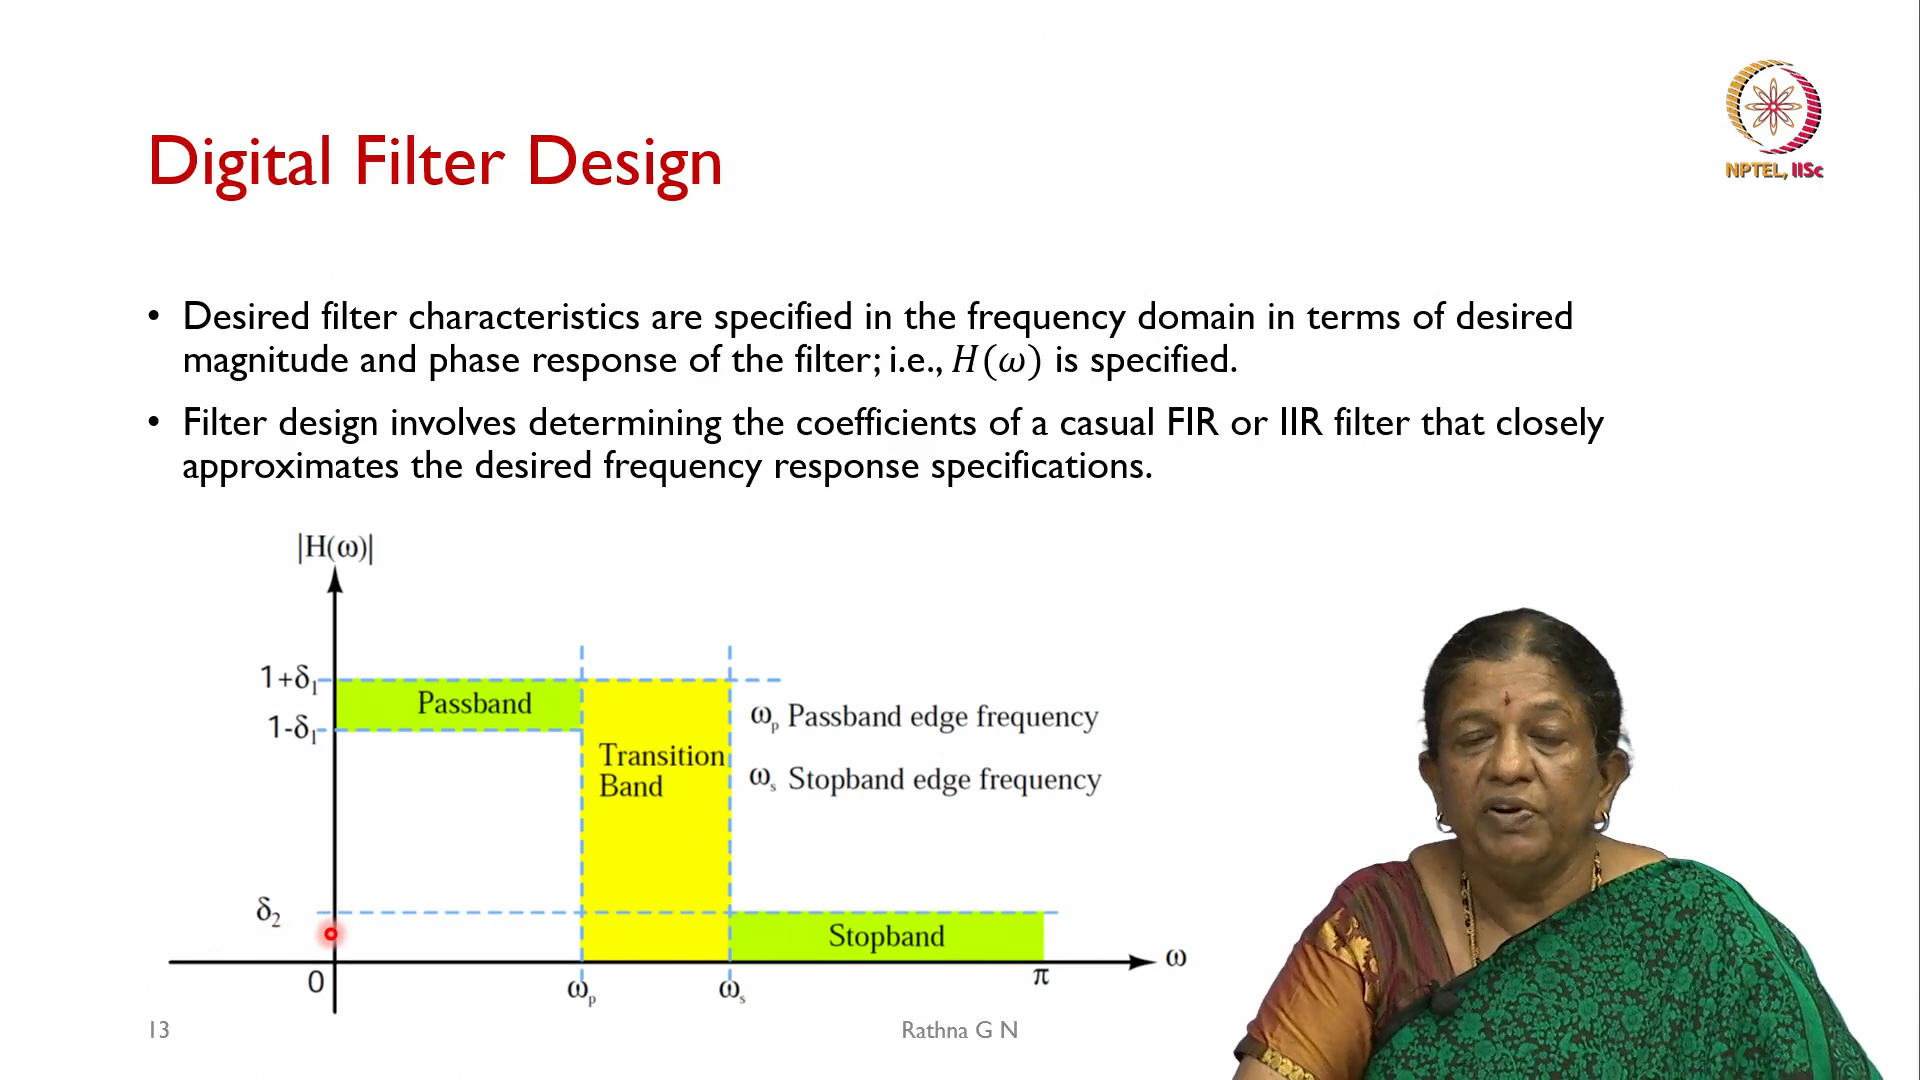 NPTEL, IISc
Digital Filter Design
• Desired filter characteristics are specified in the frequency domain in terms of desired
magnitude and phase response of the filter; i.e., H(ω) is specified.
• Filter design involves determining the coefficients of a casual FIR or IIR filter that closely
approximates the desired frequency response specifications.
|H(ω)|
1+δ₁
Passband
1-δ₁
ωₚ Passband edge frequency
Transition
Band
ωₛ Stopband edge frequency
δ₂
Stopband
ω
0
ωₚ
ωₛ
π
13
Rathna G N